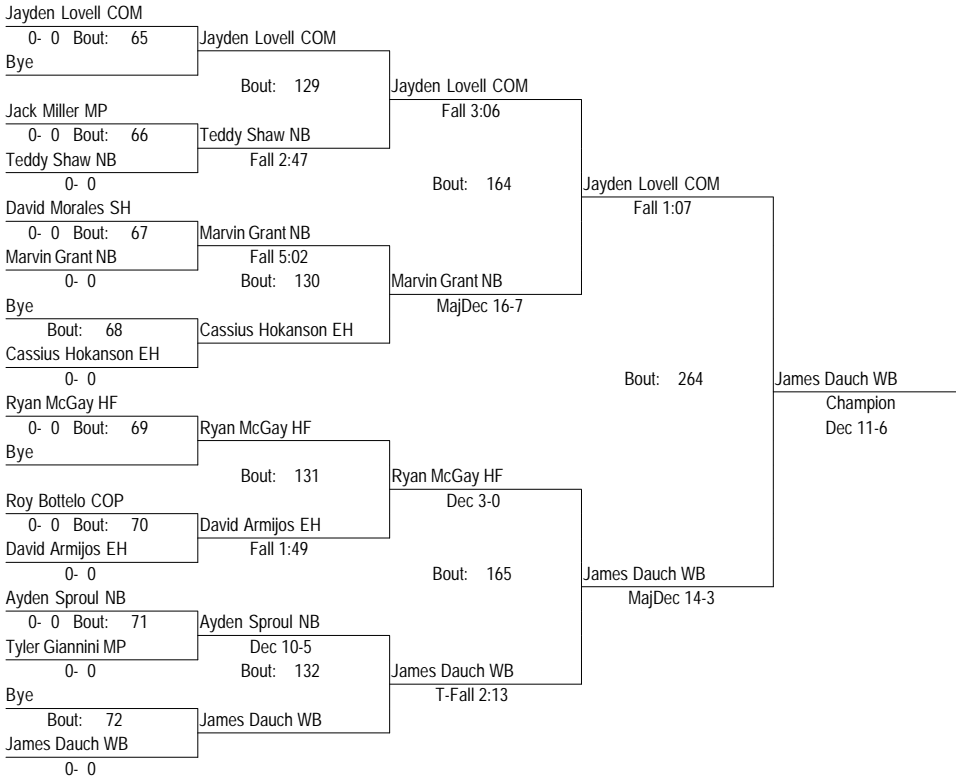 Jayden Lovell COM
0- 0 Bout: 65
Bye
Jack Miller MP
0- 0 Bout: 66
Teddy Shaw NB
0- 0
David Morales SH
0- 0 Bout: 67
Marvin Grant NB
0- 0
Bye
Bout: 68
Cassius Hokanson EH
0- 0
Ryan McGay HF
0- 0 Bout: 69
Bye
Roy Bottelo COP
0- 0 Bout: 70
David Armijos EH
0- 0
Ayden Sproul NB
0- 0 Bout: 71
Tyler Giannini MP
0- 0
Bye
Bout: 72
James Dauch WB
0- 0
Jayden Lovell COM
Bout: 129
Teddy Shaw NB
Fall 2:47
Marvin Grant NB
Fall 5:02
Bout: 130
Cassius Hokanson EH
Ryan McGay HF
Bout: 131
David Armijos EH
Fall 1:49
Ayden Sproul NB
Dec 10-5
Bout: 132
James Dauch WB
Jayden Lovell COM
Fall 3:06
Bout: 164
Marvin Grant NB
MajDec 16-7
Ryan McGay HF
Dec 3-0
Bout: 165
James Dauch WB
T-Fall 2:13
Jayden Lovell COM
Fall 1:07
Bout: 264
James Dauch WB
MajDec 14-3
James Dauch WB
Champion
Dec 11-6